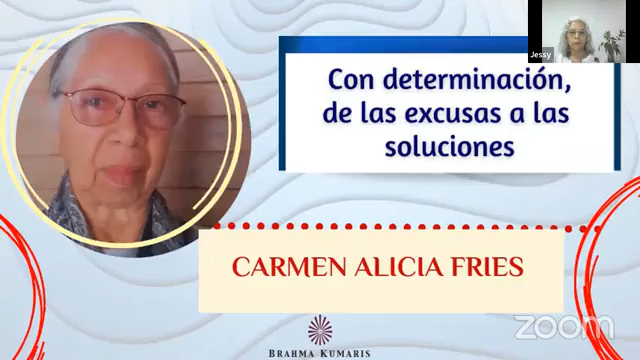 Jessy
Con determinación,
de las excusas a las
soluciones
CARMEN ALICIA FRIES
zoom
BRAHMA KUMARIS